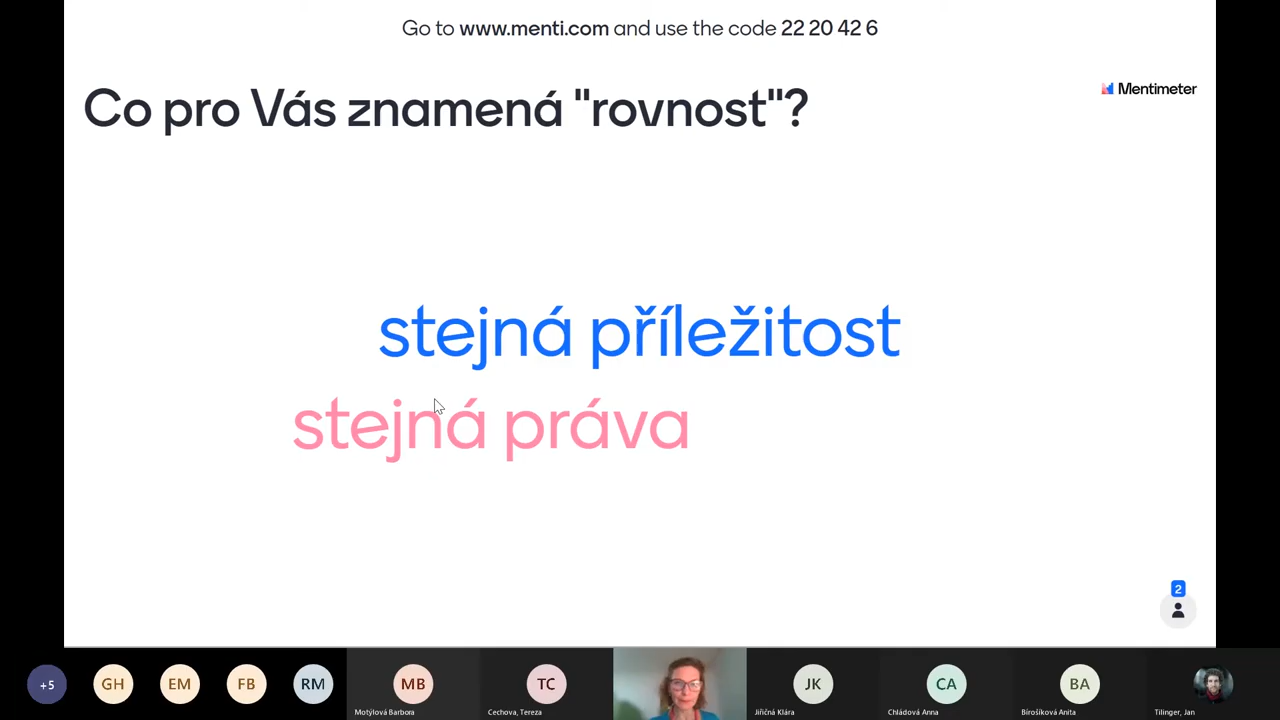 Go to www.menti.com and use the code 22 20 42 6
Mentimeter
Co pro Vás znamená "rovnost"?
stejná příležitost
stejná práva
2
+5
GH
EM
FB
RM
MB
Motýlová Barbora
TC
Cechova, Tereza
JK
Jiřičná Klára
CA
Chládová Anna
BA
Bírošíková Anita
Tilinger, Jan